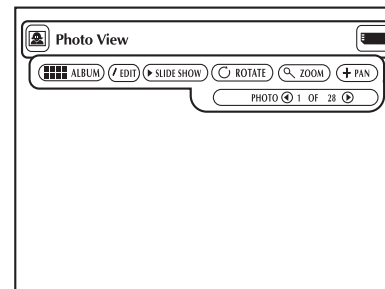 Photo View
ALBUM EDIT SLIDE SHOW ROTATE ZOOM PAN
PHOTO 1 OF 28